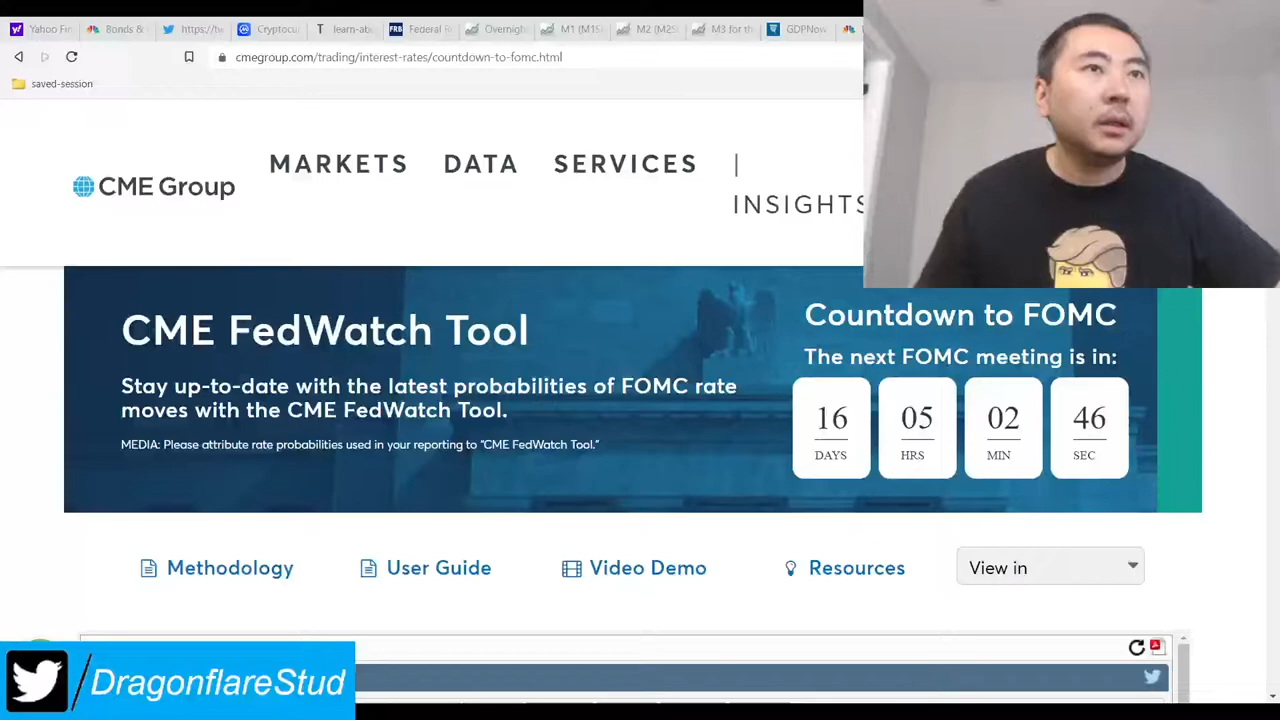 Yahoo Fin
Bonds &
https://tw
Cryptocu
learn-ab
FRB
Federal R
Overnigh
M1 (M1S
M2 (M2S
M3 for th
GDPNow
cmegroup.com/trading/interest-rates/countdown-to-fomc.html
saved-session
CME Group
MARKETS DATA SERVICES |
INSIGHTS
CME FedWatch Tool
Stay up-to-date with the latest probabilities of FOMC rate
moves with the CME FedWatch Tool.
MEDIA: Please attribute rate probabilities used in your reporting to “CME FedWatch Tool.”
Countdown to FOMC
The next FOMC meeting is in:
16 05 02 46
DAYS HRS MIN SEC
Methodology User Guide Video Demo Resources View in
/DragonflareStud